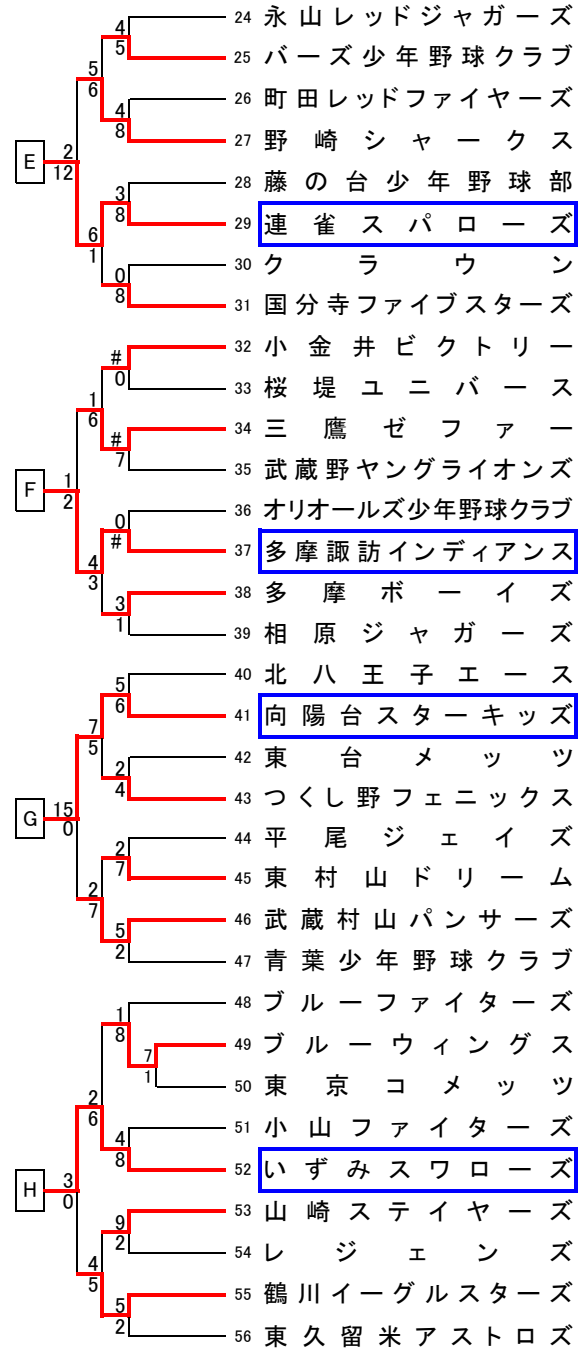 4
24 永山レッドジャガーズ
5
25 バーズ少年野球クラブ
5
6
4
26 町田レッドファイヤーズ
8
27 野崎シャークス
E
2
12
3
28 藤の台少年野球部
8
29 連雀スパローズ
6
1
0
30 クラウン
8
31 国分寺ファイブスターズ
#
32 小金井ビクトリー
0
33 桜堤ユニバース
1
6
#
34 三鷹ゼファー
7
35 武蔵野ヤングライオンズ
F
1
2
0
36 オリオールズ少年野球クラブ
#
37 多摩諏訪インディアンス
4
3
3
38 多摩ボーイズ
1
39 相原ジャガーズ
5
40 北八王子エース
6
41 向陽台スターキッズ
7
5
2
42 東台メッツ
4
43 つくし野フェニックス
G
15
0
2
44 平尾ジェイズ
7
45 東村山ドリーム
2
7
5
46 武蔵村山パンサーズ
2
47 青葉少年野球クラブ
1
48 ブルーファイターズ
8
7
49 ブルーウィングス
1
50 東京コメッツ
2
6
4
51 小山ファイターズ
8
52 いずみスワローズ
H
3
0
9
53 山崎ステイヤーズ
2
54 レジェンズ
4
5
5
55 鶴川イーグルスターズ
2
56 東久留米アストロズ